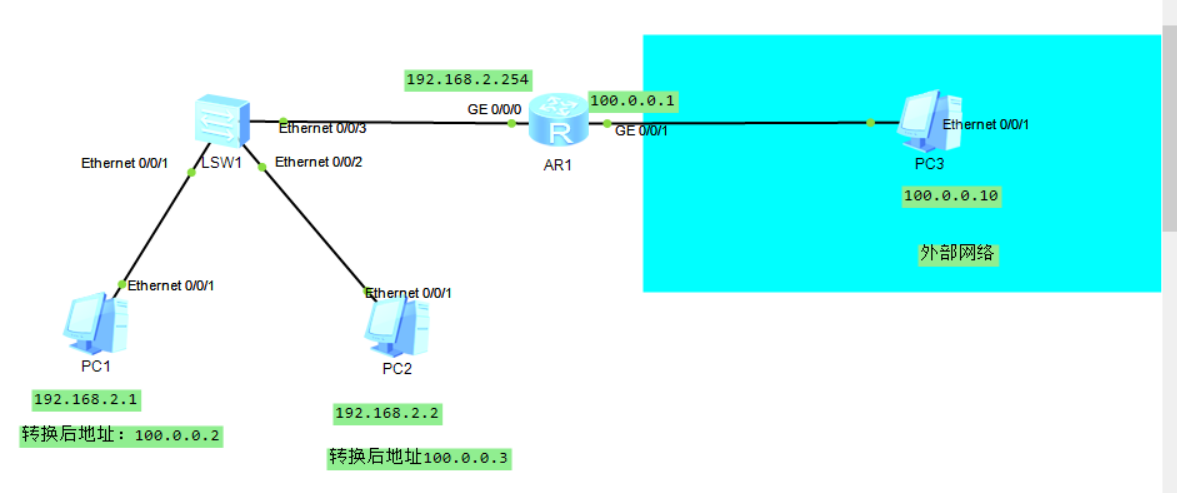 192.168.2.254
GE 0/0/0
100.0.0.1
Ethernet 0/0/3
GE 0/0/1
Ethernet 0/0/1
Ethernet 0/0/1
LSW1
Ethernet 0/0/2
AR1
PC3
100.0.0.10
外部网络
Ethernet 0/0/1
Ethernet 0/0/1
PC1
PC2
192.168.2.1
192.168.2.2
转换后地址：100.0.0.2
转换后地址100.0.0.3
R